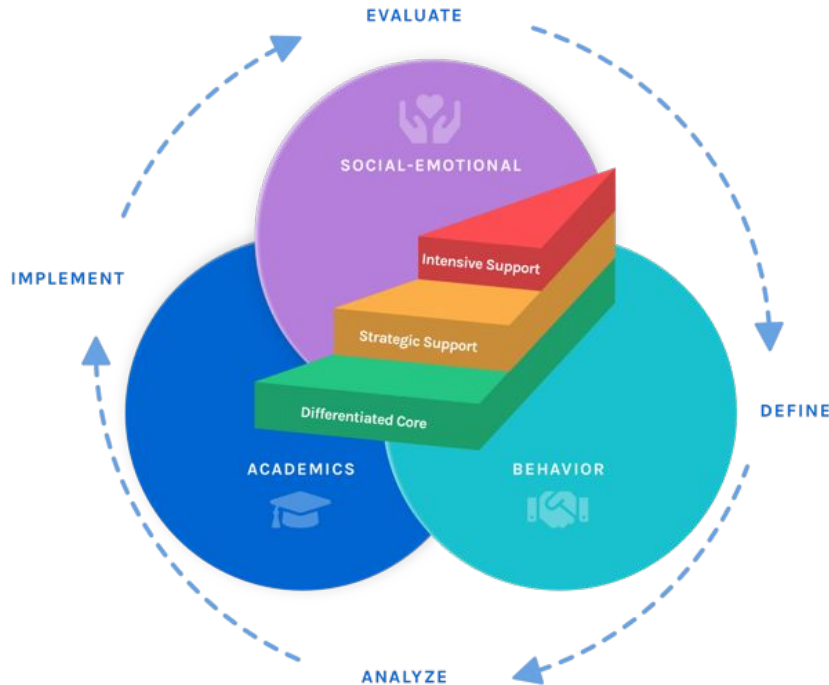 EVALUATE
SOCIAL-EMOTIONAL
Intensive Support
IMPLEMENT
Strategic Support
DEFINE
Differentiated Core
ACADEMICS
BEHAVIOR
ANALYZE